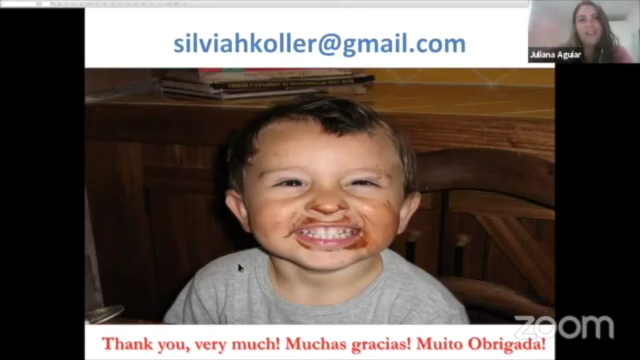 silviahkoller@gmail.com
Juliana Aguiar
Thank you, very much! Muchas gracias! Muito Obrigada!
zoom